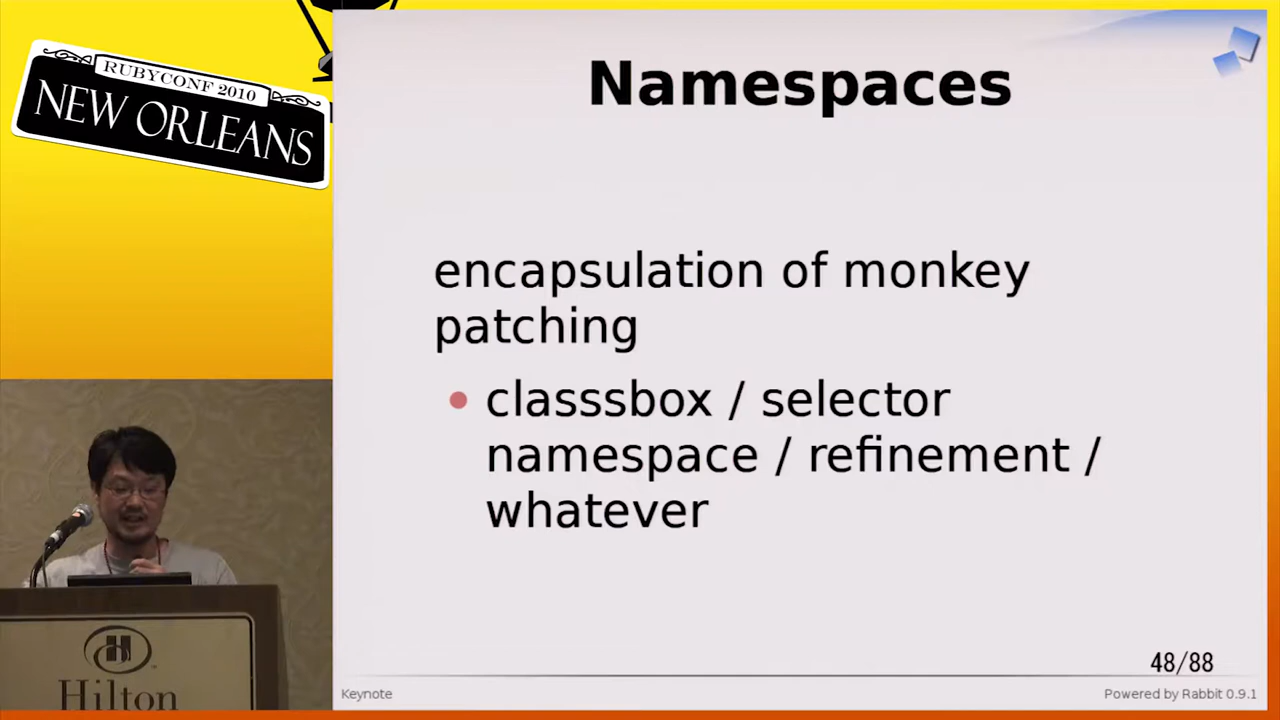 RUBYCONF 2010
NEW ORLEANS
Namespaces
encapsulation of monkey
patching
classsbox / selector
namespace / refinement /
whatever
48/88
Keynote
Powered by Rabbit 0.9.1
Hilton